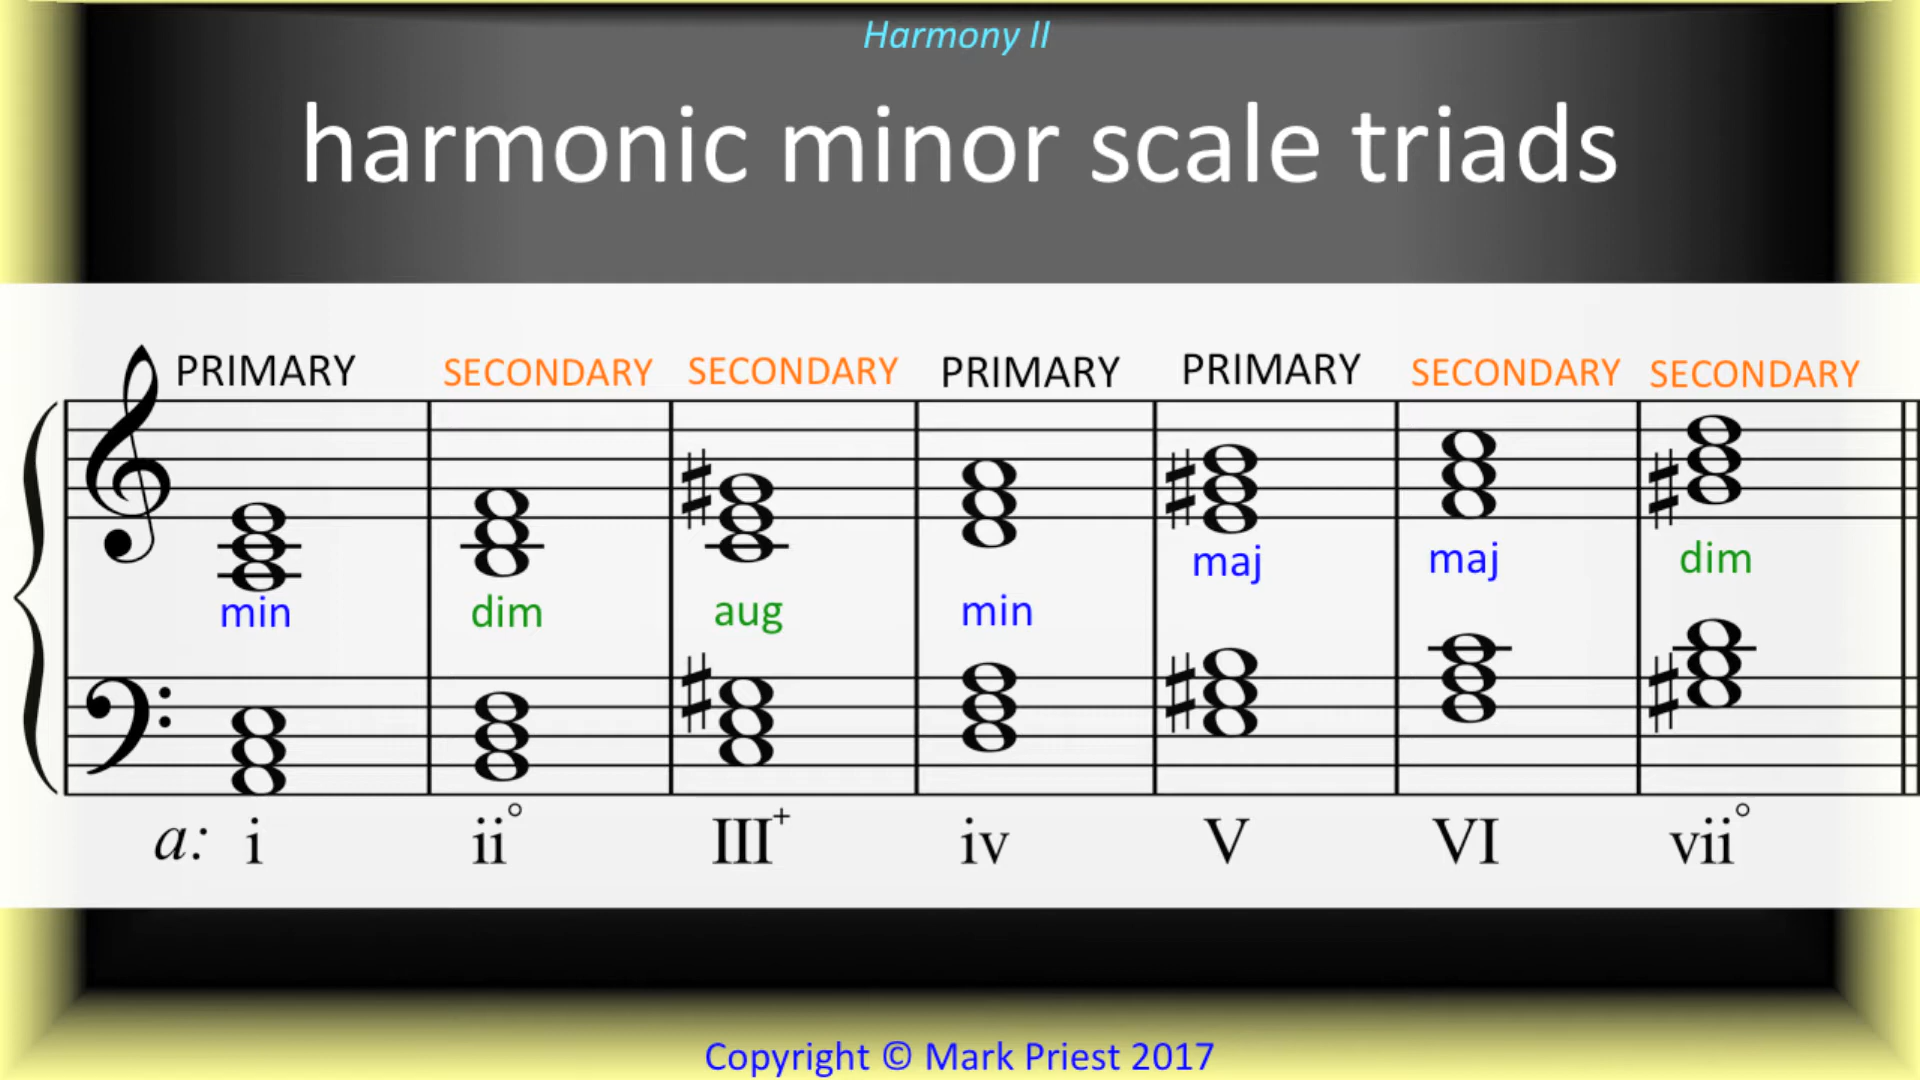 Harmony II
harmonic minor scale triads
PRIMARY SECONDARY SECONDARY PRIMARY PRIMARY SECONDARY SECONDARY
min dim aug min maj maj dim
a: i ii° III+ iv V VI vii°
Copyright © Mark Priest 2017